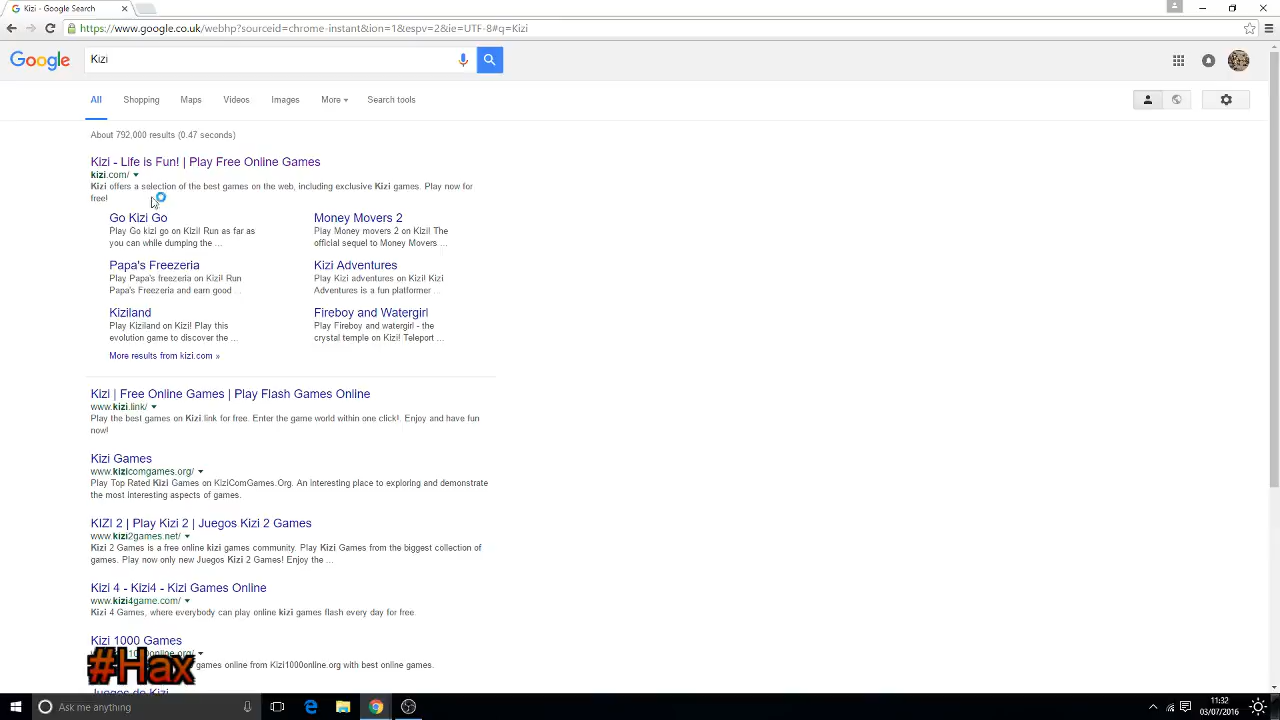 Kizi - Google Search
https://www.google.co.uk/webhp?sourceid=chrome-instant&ion=1&espv=2&ie=UTF-8#q=Kizi
Google
Kizi
All Shopping Maps Videos Images More Search tools
About 792,000 results (0.47 seconds)
Kizi - Life is Fun! | Play Free Online Games
kizi.com/
Kizi offers a selection of the best games on the web, including exclusive Kizi games. Play now for
free!
Go Kizi Go
Play Go kizi go on Kizi! Run as far as
you can while dumping the ...
Money Movers 2
Play Money movers 2 on Kizi! The
official sequel to Money Movers ...
Papa's Freezeria
Play Papa's freezeria on Kizi! Run
Papa's Freezeria and earn good ...
Kizi Adventures
Play Kizi adventures on Kizi! Kizi
Adventures is a fun platformer ...
Kiziland
Play Kiziland on Kizi! Play this
evolution game to discover the ...
Fireboy and Watergirl
Play Fireboy and watergirl - the
crystal temple on Kizi! Teleport ...
More results from kizi.com »
Kizi | Free Online Games | Play Flash Games Online
www.kizi.link/
Play the best games on Kizi.link for free. Enter the game world within one click!. Enjoy and have fun
now!
Kizi Games
www.kizicomgames.org/
Play Top Rated Kizi Games on KiziComGames.Org. An interesting place to exploring and demonstrate
the most interesting aspects of games.
KIZI 2 | Play Kizi 2 | Juegos Kizi 2 Games
www.kizi2games.net/
Kizi 2 Games is a free online kizi games community. Play Kizi Games from the biggest collection of
games. Play now only new Juegos Kizi 2 Games! Enjoy the ...
Kizi 4 - Kizi4 - Kizi Games Online
www.kizi4game.com/
Kizi 4 Games, where everybody can play online kizi games flash every day for free.
Kizi 1000 Games
games online from Kizi1000online.org with best online games.
#Hax
Juegos de Kizi
Ask me anything
11:32
03/07/2016